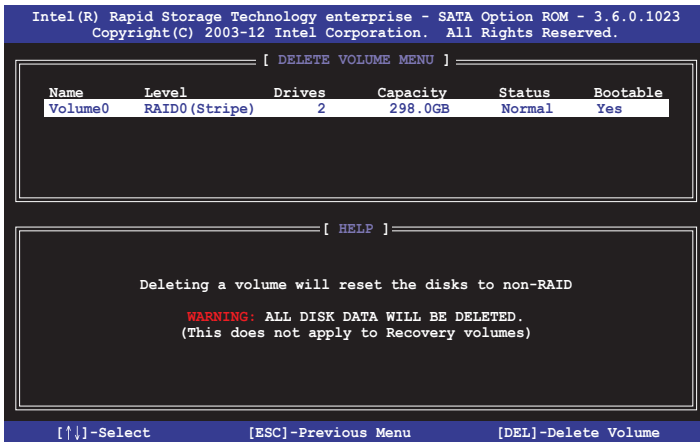 Intel(R) Rapid Storage Technology enterprise - SATA Option ROM - 3.6.0.1023
Copyright(C) 2003-12 Intel Corporation. All Rights Reserved.
[ DELETE VOLUME MENU ]
Name Level Drives Capacity Status Bootable
Volume0 RAID0(Stripe) 2 298.0GB Normal Yes
[ HELP ]
Deleting a volume will reset the disks to non-RAID
WARNING: ALL DISK DATA WILL BE DELETED.
(This does not apply to Recovery volumes)
[↑↓]-Select [ESC]-Previous Menu [DEL]-Delete Volume